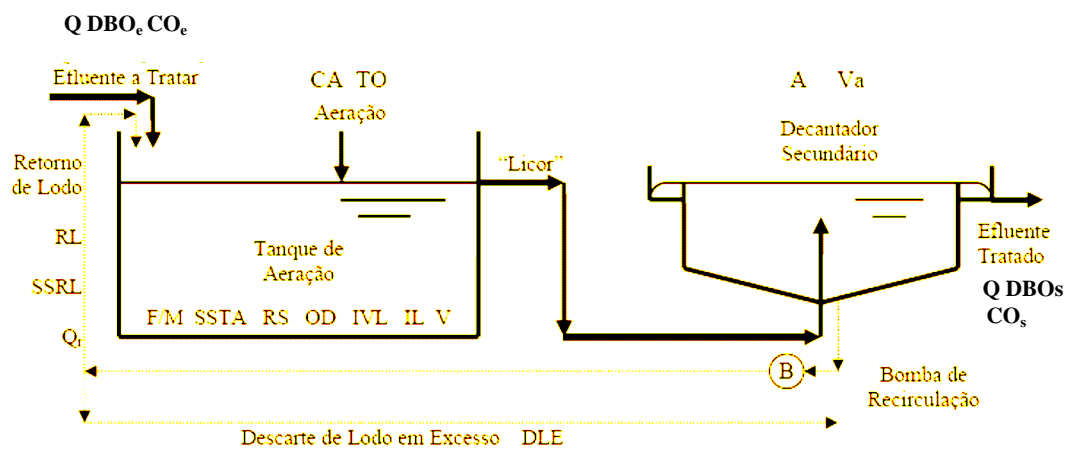 Q DBOe COe
Efluente a Tratar
CA TO
Aeração
A Va
Decantador
Secundário
Retorno
de Lodo
"Licor"
RL
SSRL
Qr
Tanque de
Aeração
F/M SSTA RS OD IVL IL V
Efluente
Tratado
Q DBOs
COs
B
Bomba de
Recirculação
Descarte de Lodo em Excesso DLE